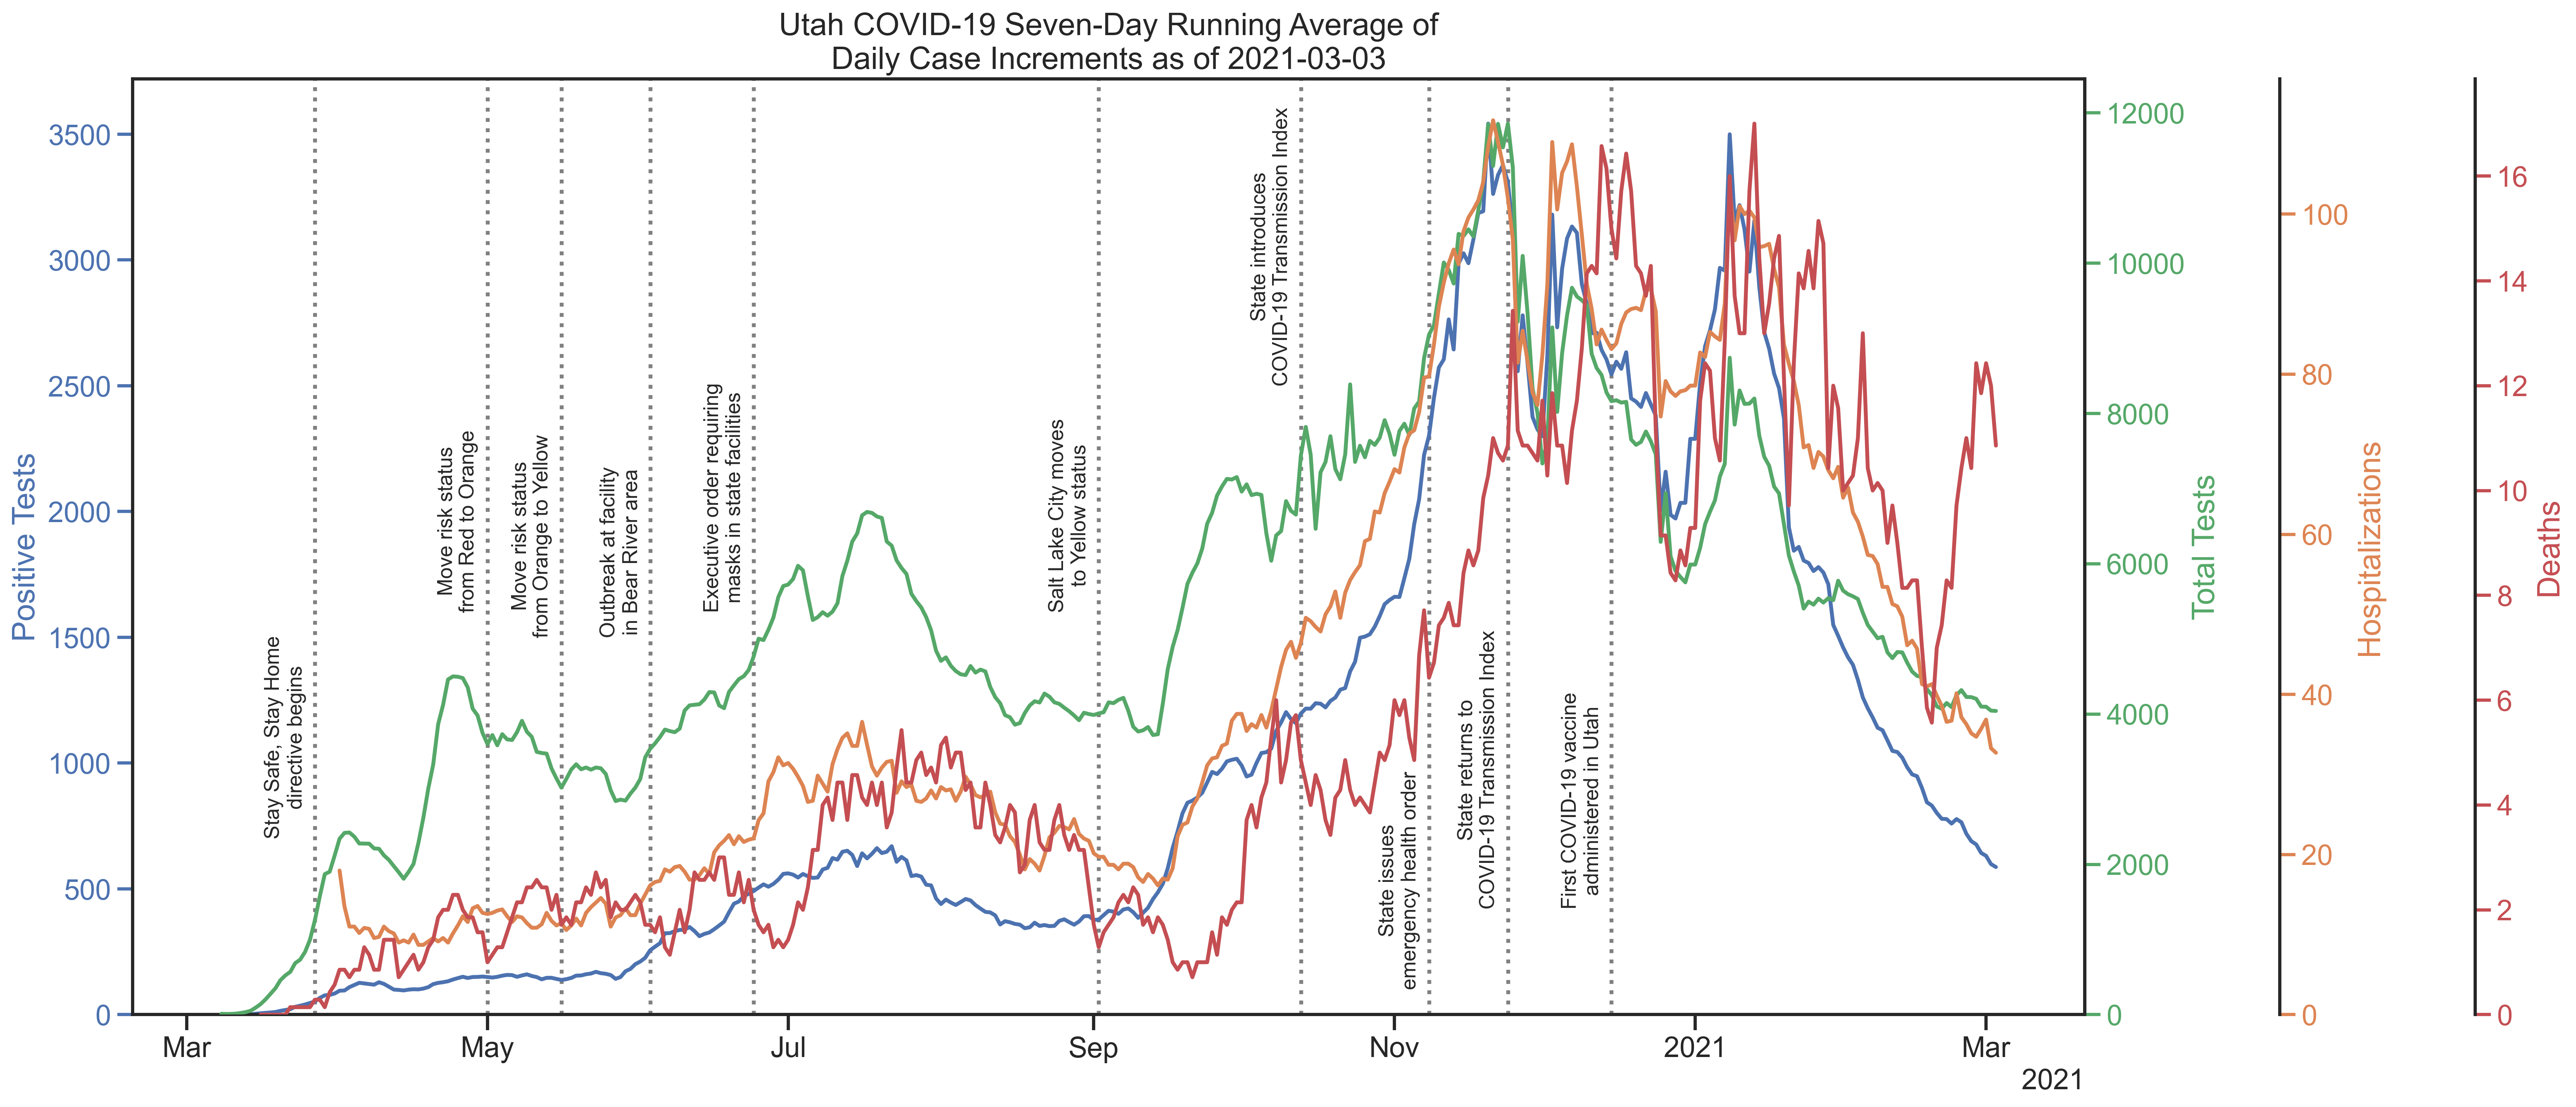 Utah COVID-19 Seven-Day Running Average of
Daily Case Increments as of 2021-03-03
Positive Tests
3500
3000
2500
2000
1500
1000
500
0
Stay Safe, Stay Home
directive begins
Move risk status
from Red to Orange
Move risk status
from Orange to Yellow
Outbreak at facility
in Bear River area
Executive order requiring
masks in state facilities
Salt Lake City moves
to Yellow status
State introduces
COVID-19 Transmission Index
State issues
emergency health order
State returns to
COVID-19 Transmission Index
First COVID-19 vaccine
administered in Utah
Mar
May
Jul
Sep
Nov
2021
Mar
2021
12000
10000
8000
6000
4000
2000
0
Total Tests
100
80
60
40
20
0
Hospitalizations
16
14
12
10
8
6
4
2
0
Deaths